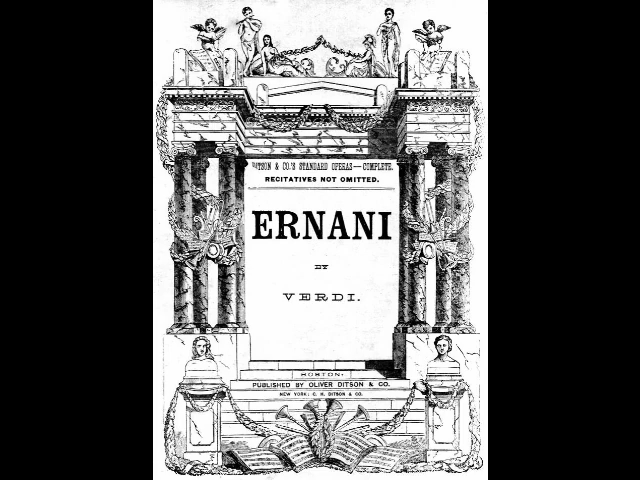 DITSON & CO.'S STANDARD OPERAS—COMPLETE.
RECITATIVES NOT OMITTED.
ERNANI
BY
VERDI.
BOSTON:
PUBLISHED BY OLIVER DITSON & CO.
NEW YORK: C. H. DITSON & CO.